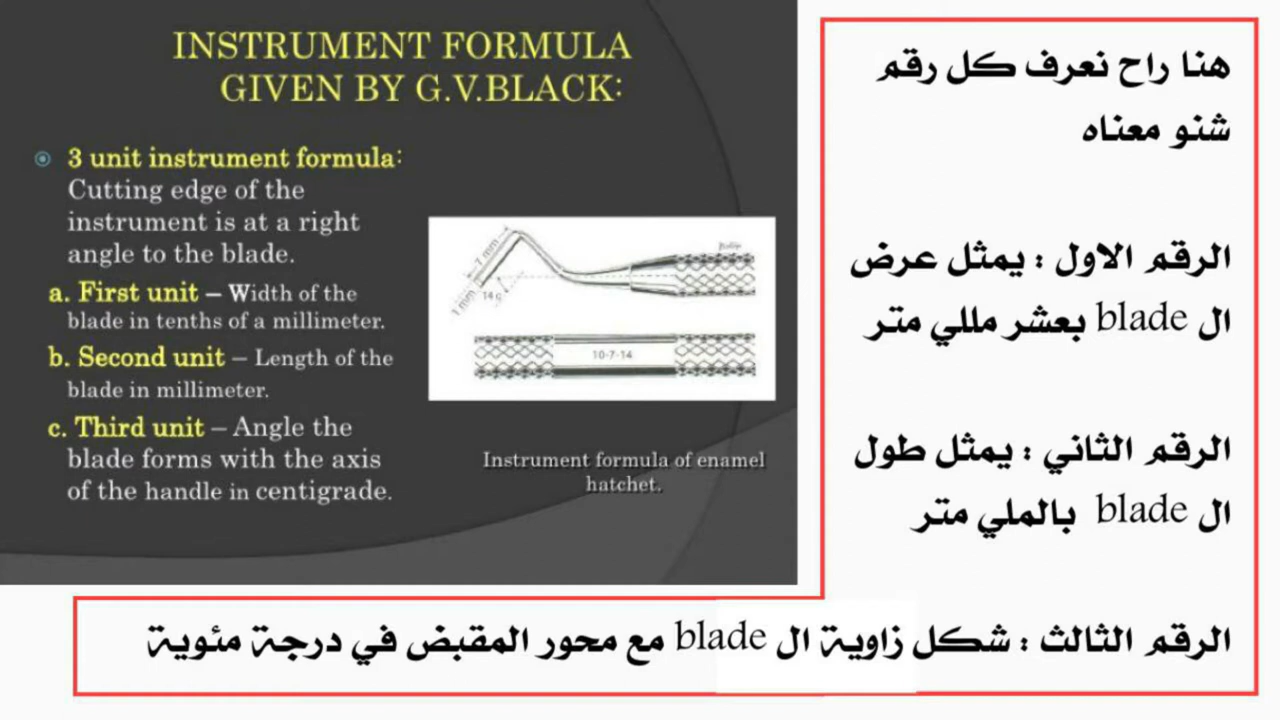 INSTRUMENT FORMULA
GIVEN BY G.V.BLACK:
3 unit instrument formula:
Cutting edge of the
instrument is at a right
angle to the blade.
a. First unit – Width of the
blade in tenths of a millimeter.
b. Second unit – Length of the
blade in millimeter.
c. Third unit – Angle the
blade forms with the axis
of the handle in centigrade.
7 mm
1 mm
14
10-7-14
Instrument formula of enamel
hatchet.
هنا راح نعرف كل رقم
شنو معناه
الرقم الاول : يمثل عرض
ال blade بعشر مللي متر
الرقم الثاني : يمثل طول
ال blade بالملي متر
الرقم الثالث : شكل زاوية ال blade مع محور المقبض في درجة مئوية